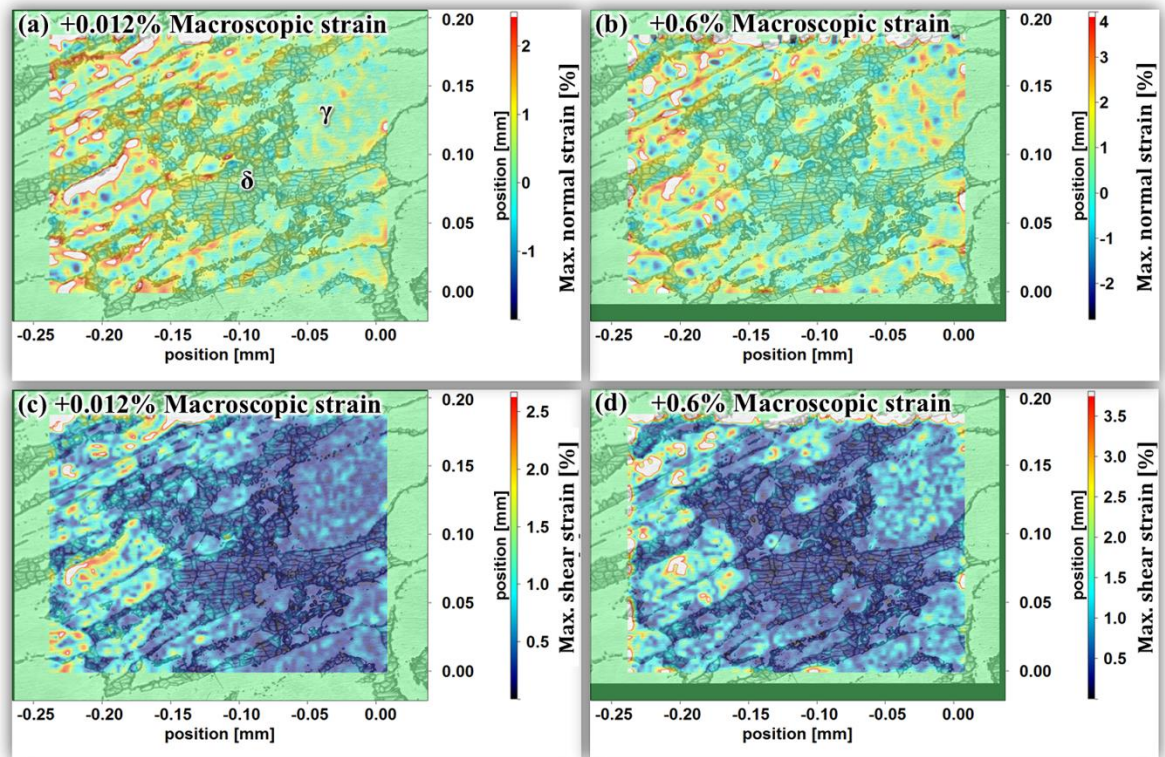 (a) +0.012% Macroscopic strain
0.20
0.15
0.10
0.05
0.00
position [mm]
2
1
0
-1
Max. normal strain [%]
γ
δ
-0.25 -0.20 -0.15 -0.10 -0.05 0.00
position [mm]
(b) +0.6% Macroscopic strain
0.20
0.15
0.10
0.05
0.00
position [mm]
4
3
2
1
0
-1
-2
Max. normal strain [%]
-0.25 -0.20 -0.15 -0.10 -0.05 0.00
position [mm]
(c) +0.012% Macroscopic strain
0.20
0.15
0.10
0.05
0.00
position [mm]
2.5
2.0
1.5
1.0
0.5
Max. shear strain [%]
-0.25 -0.20 -0.15 -0.10 -0.05 0.00
position [mm]
(d) +0.6% Macroscopic strain
0.20
0.15
0.10
0.05
0.00
position [mm]
3.5
3.0
2.5
2.0
1.5
1.0
0.5
Max. shear strain [%]
-0.25 -0.20 -0.15 -0.10 -0.05 0.00
position [mm]